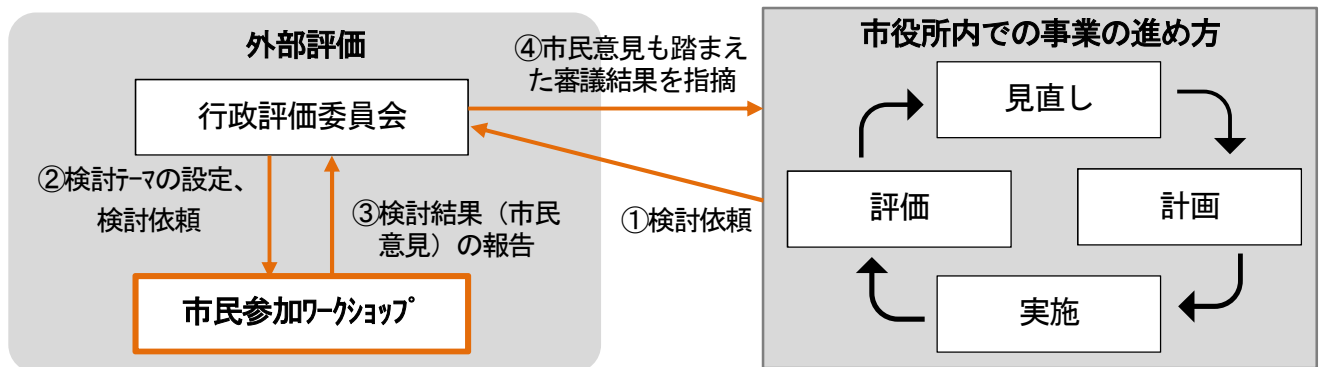 外部評価
行政評価委員会
②検討ﾃｰﾏの設定、
検討依頼
③検討結果（市民
意見）の報告
市民参加ﾜｰｸｼｮｯﾌﾟ
④市民意見も踏まえ
た審議結果を指摘
①検討依頼
市役所内での事業の進め方
見直し
評価
計画
実施